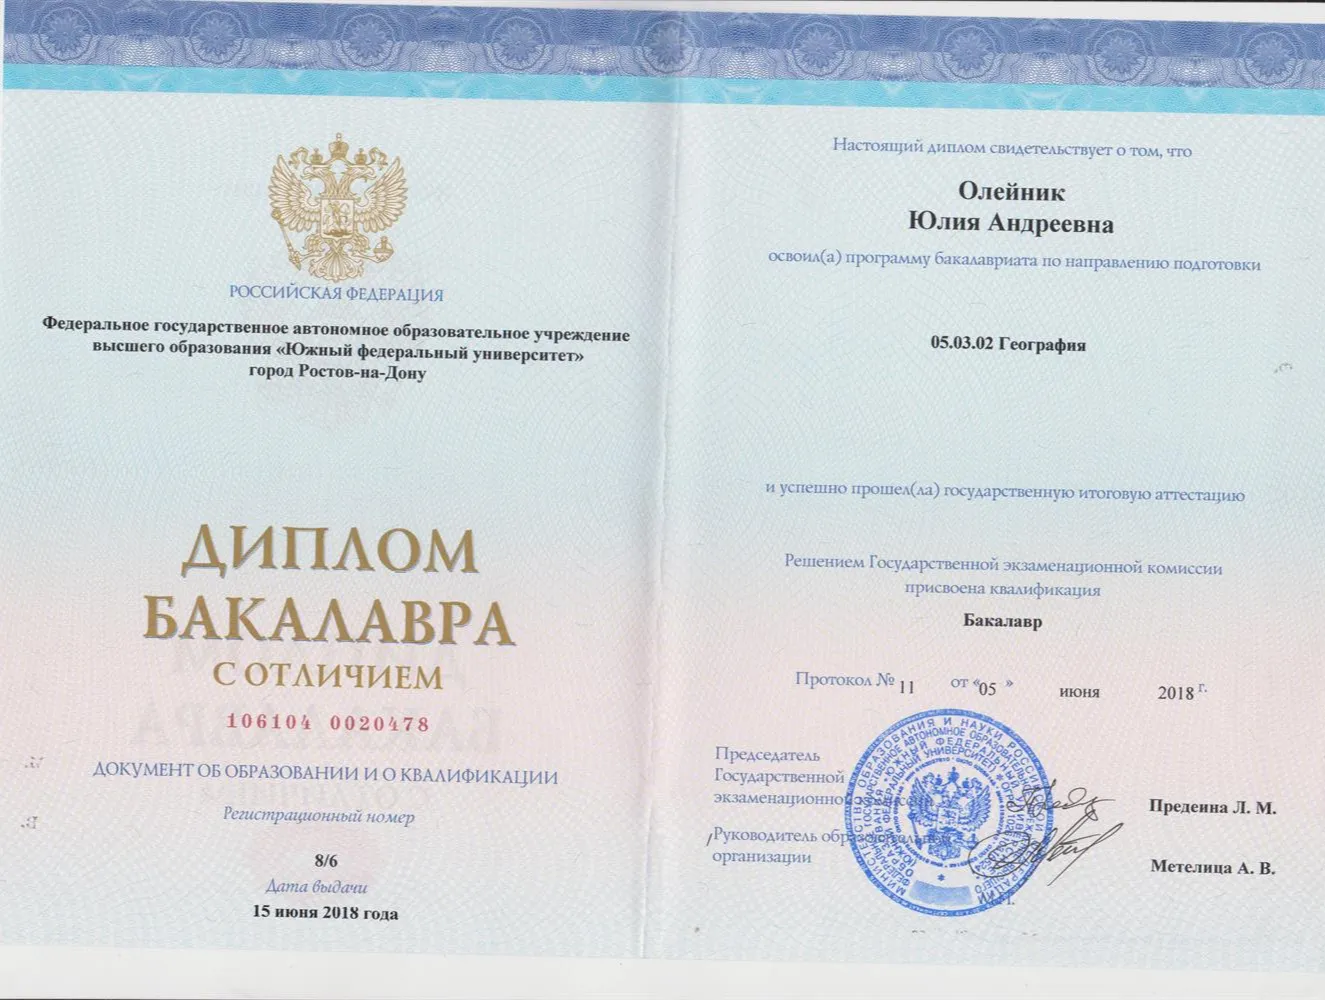 РОССИЙСКАЯ ФЕДЕРАЦИЯ
Федеральное государственное автономное образовательное учреждение
высшего образования «Южный федеральный университет»
город Ростов-на-Дону
ДИПЛОМ
БАКАЛАВРА
С ОТЛИЧИЕМ
106104 0020478
ДОКУМЕНТ ОБ ОБРАЗОВАНИИ И О КВАЛИФИКАЦИИ
Регистрационный номер
8/6
Дата выдачи
15 июня 2018 года
Настоящий диплом свидетельствует о том, что
Олейник
Юлия Андреевна
освоил(а) программу бакалавриата по направлению подготовки
05.03.02 География
и успешно прошел(ла) государственную итоговую аттестацию
Решением Государственной экзаменационной комиссии
присвоена квалификация
Бакалавр
Протокол № 11 от «05» июня 2018 г.
Председатель
Государственной
экзаменационной
Предеина Л. М.
Руководитель образовательной
организации
Метелица А. В.